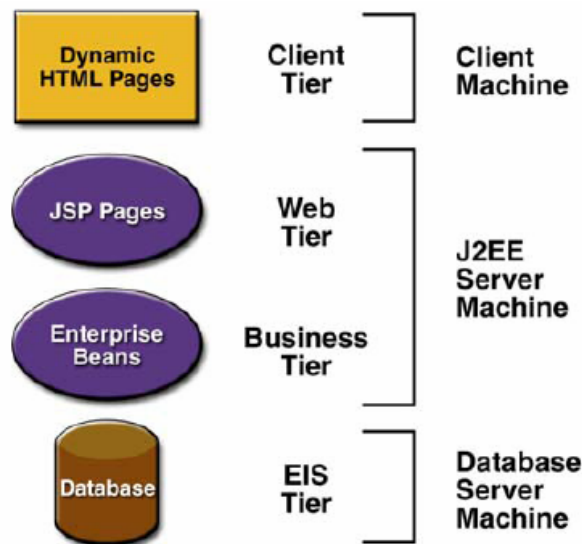 Dynamic
HTML Pages
Client
Tier
Client
Machine
JSP Pages
Web
Tier
J2EE
Server
Machine
Enterprise
Beans
Business
Tier
Database
EIS
Tier
Database
Server
Machine